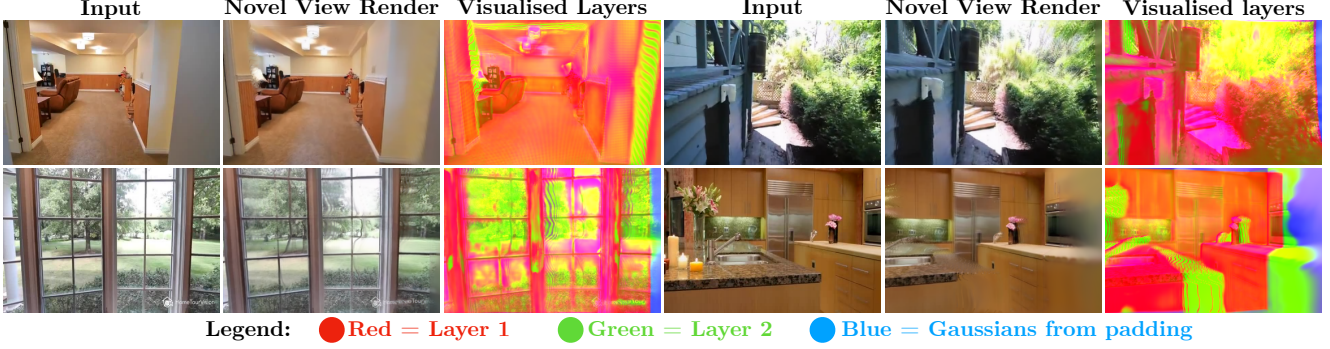 Input Novel View Render Visualised Layers Input Novel View Render Visualised layers
Legend: Red = Layer 1 Green = Layer 2 Blue = Gaussians from padding